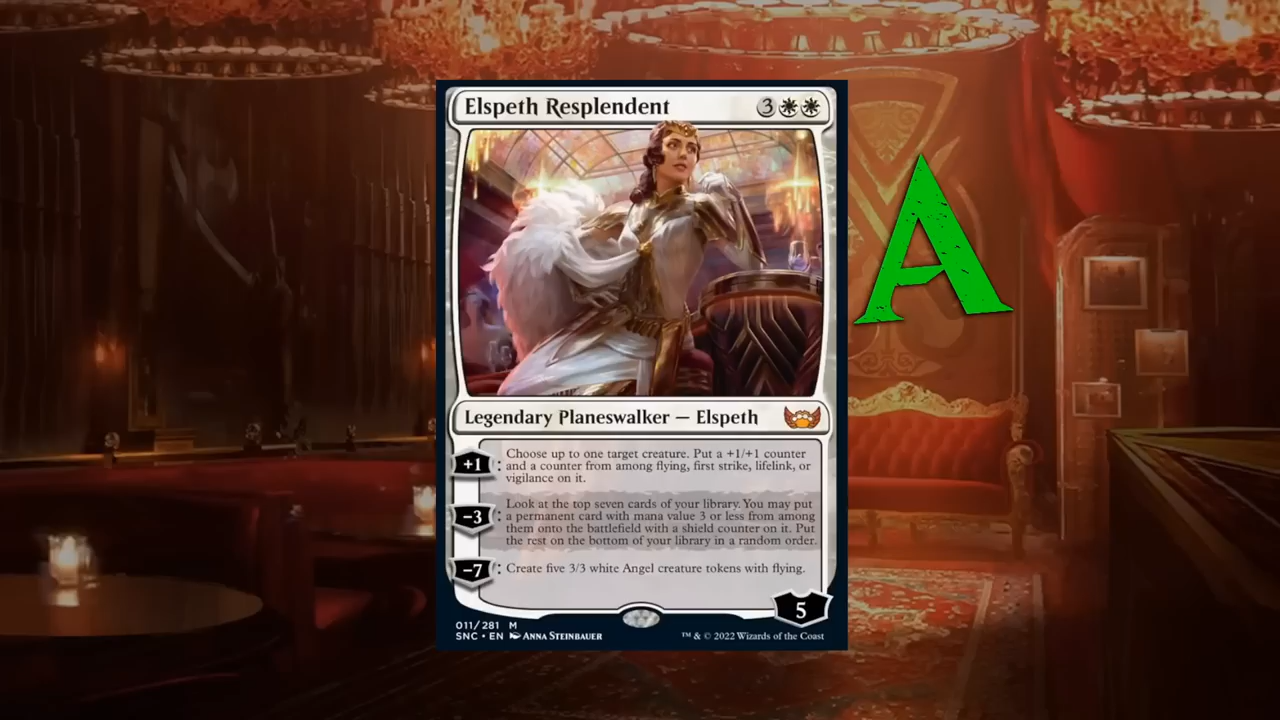 Elspeth Resplendent 3
A
Legendary Planeswalker — Elspeth
+1: Choose up to one target creature. Put a +1/+1 counter
and a counter from among flying, first strike, lifelink, or
vigilance on it.
−3: Look at the top seven cards of your library. You may put
a permanent card with mana value 3 or less from among
them onto the battlefield with a shield counter on it. Put
the rest on the bottom of your library in a random order.
−7: Create five 3/3 white Angel creature tokens with flying.
5
011/281 M
SNC • EN Anna Steinbauer
™ & © 2022 Wizards of the Coast